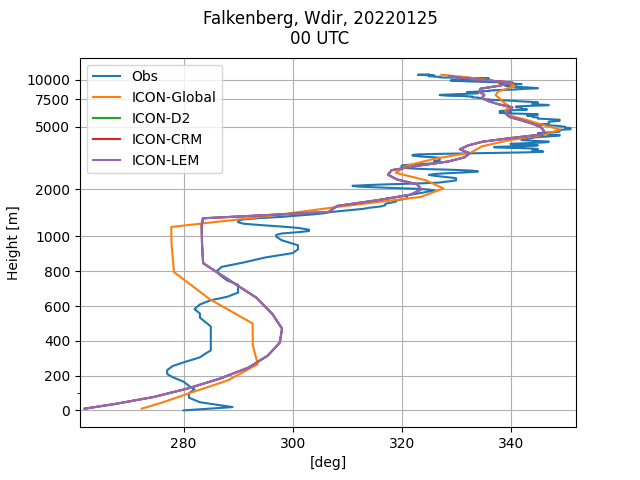 Falkenberg, Wdir, 20220125
00 UTC
Obs
ICON-Global
ICON-D2
ICON-CRM
ICON-LEM
10000
7500
5000
2000
1000
800
600
400
200
0
Height [m]
280 300 320 340
[deg]